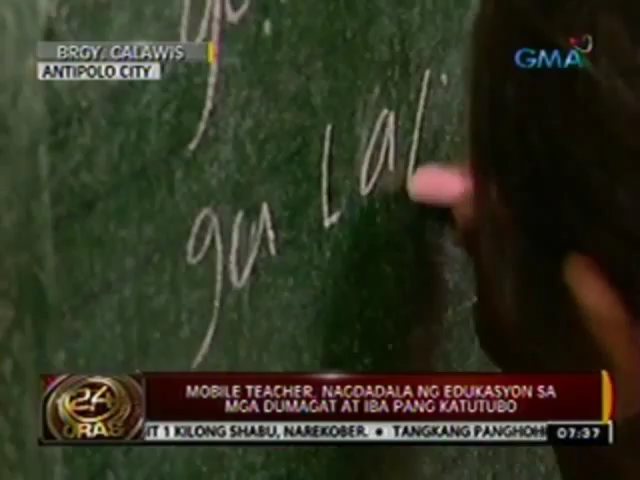 BRGY. CALAWIS
ANTIPOLO CITY
GMA
ga Lal
24
ORAS
MOBILE TEACHER, NAGDADALA NG EDUKASYON SA
MGA DUMAGAT AT IBA PANG KATUTUBO
1 KILONG SHABU, NAREKOBER. • TANGKANG
07:37